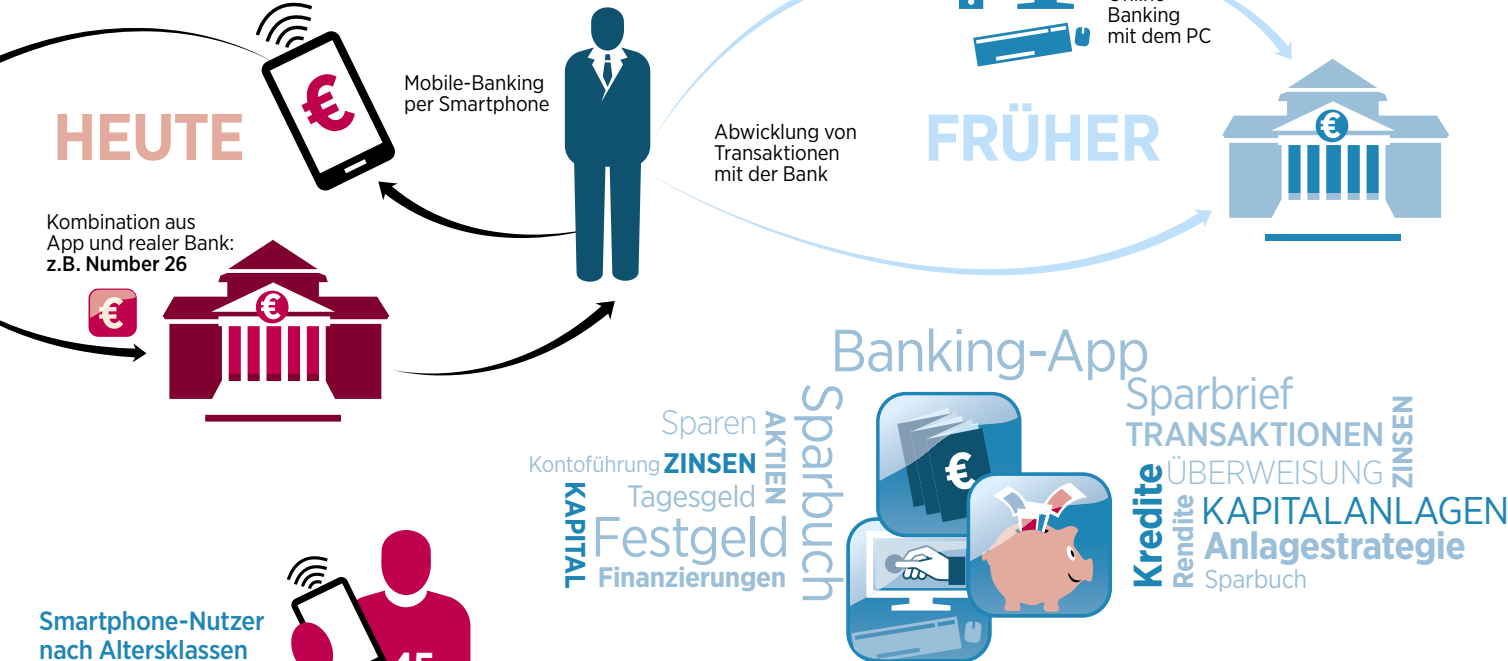 Banking
mit dem PC
Mobile-Banking
per Smartphone
HEUTE
€
Abwicklung von
Transaktionen
mit der Bank
FRÜHER
€
Kombination aus
App und realer Bank:
z.B. Number 26
€
€
Banking-App
Sparen
AKTIEN
Sparbuch
Kontoführung
ZINSEN
KAPITAL
Tagesgeld
Festgeld
Finanzierungen
€
Sparbrief
TRANSAKTIONEN
ZINSEN
ÜBERWEISUNG
Kredite
Rendite
KAPITALANLAGEN
Anlagestrategie
Sparbuch
Smartphone-Nutzer
nach Altersklassen